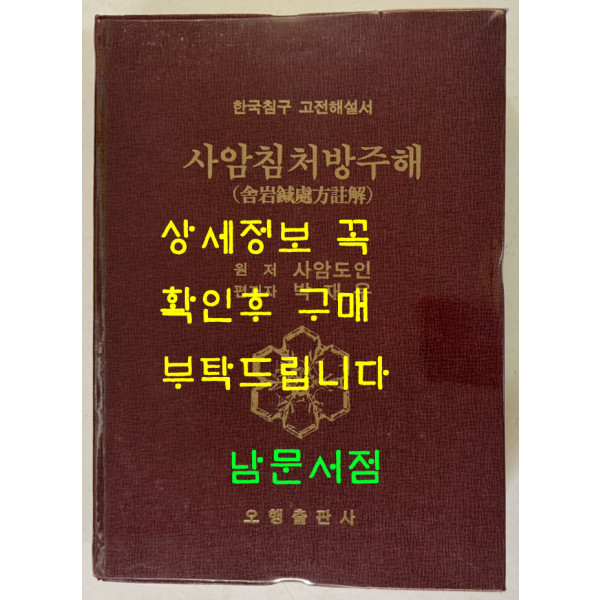 한국침구 고전해설서
사암침처방주해
(舍岩鍼處方註解)
상세정보 꼭
원 저 사암도인
확인후 구매
부탁드립니다
남문서점
오행출판사